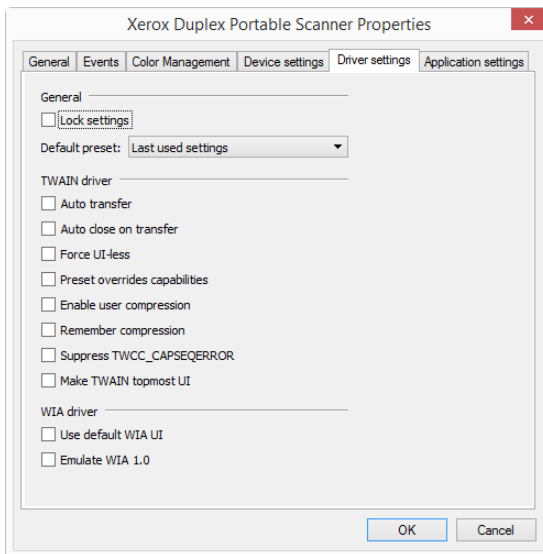 Xerox Duplex Portable Scanner Properties
General Events Color Management Device settings Driver settings Application settings
General
Lock settings
Default preset: Last used settings
TWAIN driver
Auto transfer
Auto close on transfer
Force UI-less
Preset overrides capabilities
Enable user compression
Remember compression
Suppress TWCC_CAPSEQERROR
Make TWAIN topmost UI
WIA driver
Use default WIA UI
Emulate WIA 1.0
OK Cancel